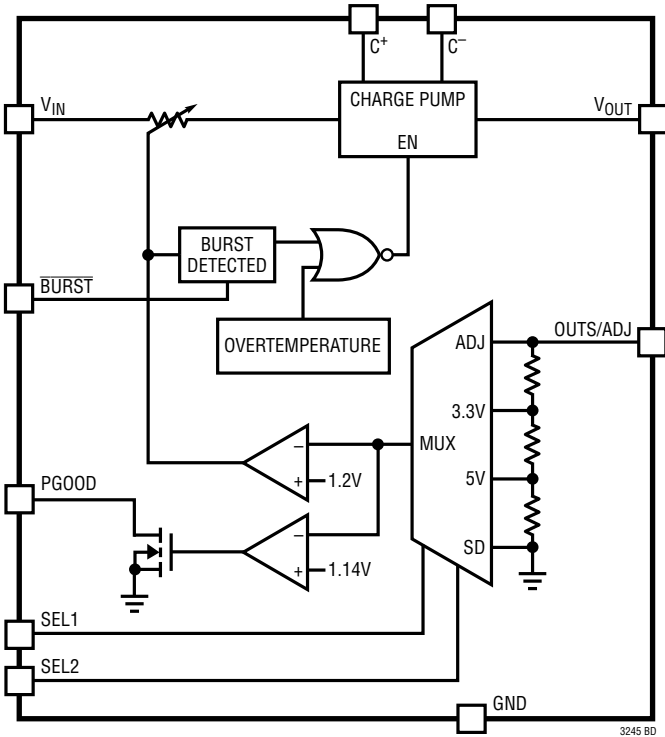 C+ C–
VIN
CHARGE PUMP
VOUT
EN
BURST
DETECTED
BURST
OVERTEMPERATURE
ADJ
OUTS/ADJ
3.3V
– MUX
+ 1.2V
5V
PGOOD
–
SD
+ 1.14V
SEL1
SEL2
GND
3245 BD